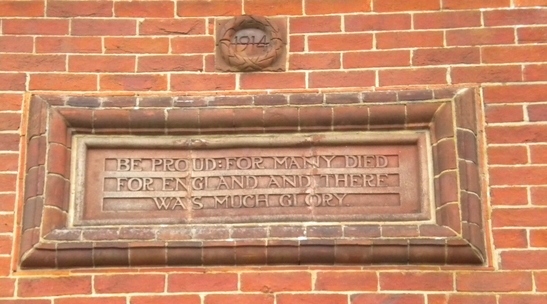 1914
BE PROUD: FOR MANY DIED
FOR ENGLAND AND THERE
WAS MUCH GLORY